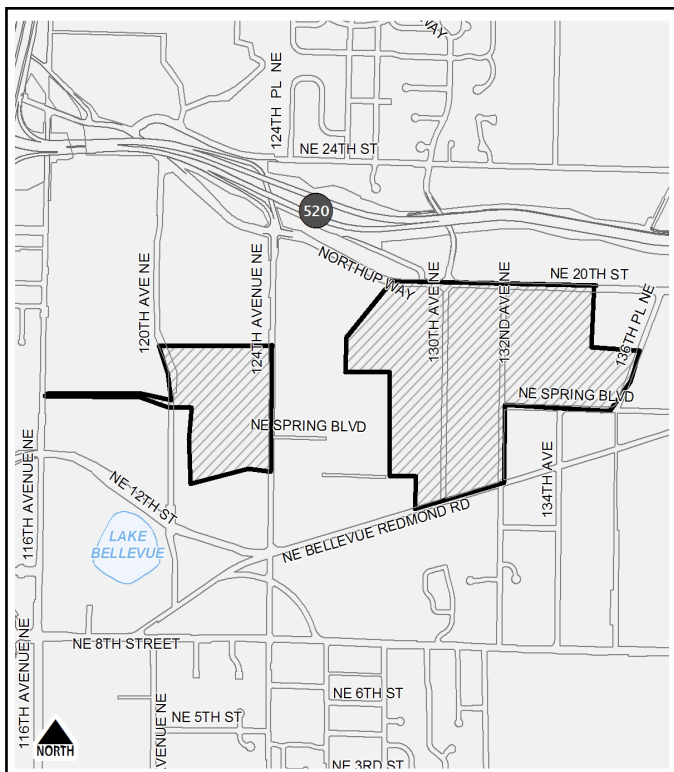 WAY
124TH PL NE
NE 24TH ST
520
NORTHUP WAY
NE 20TH ST
120TH AVE NE
124TH AVENUE NE
130TH AVE NE
132ND AVE NE
136TH PL NE
NE SPRING BLVD
NE SPRING BLVD
116TH AVENUE NE
NE 12TH ST
134TH AVE
LAKE
BELLEVUE
NE BELLEVUE REDMOND RD
NE 8TH STREET
116TH AVENUE NE
NE 6TH ST
NE 5TH ST
AVENUE NE
NE 3RD ST
NORTH